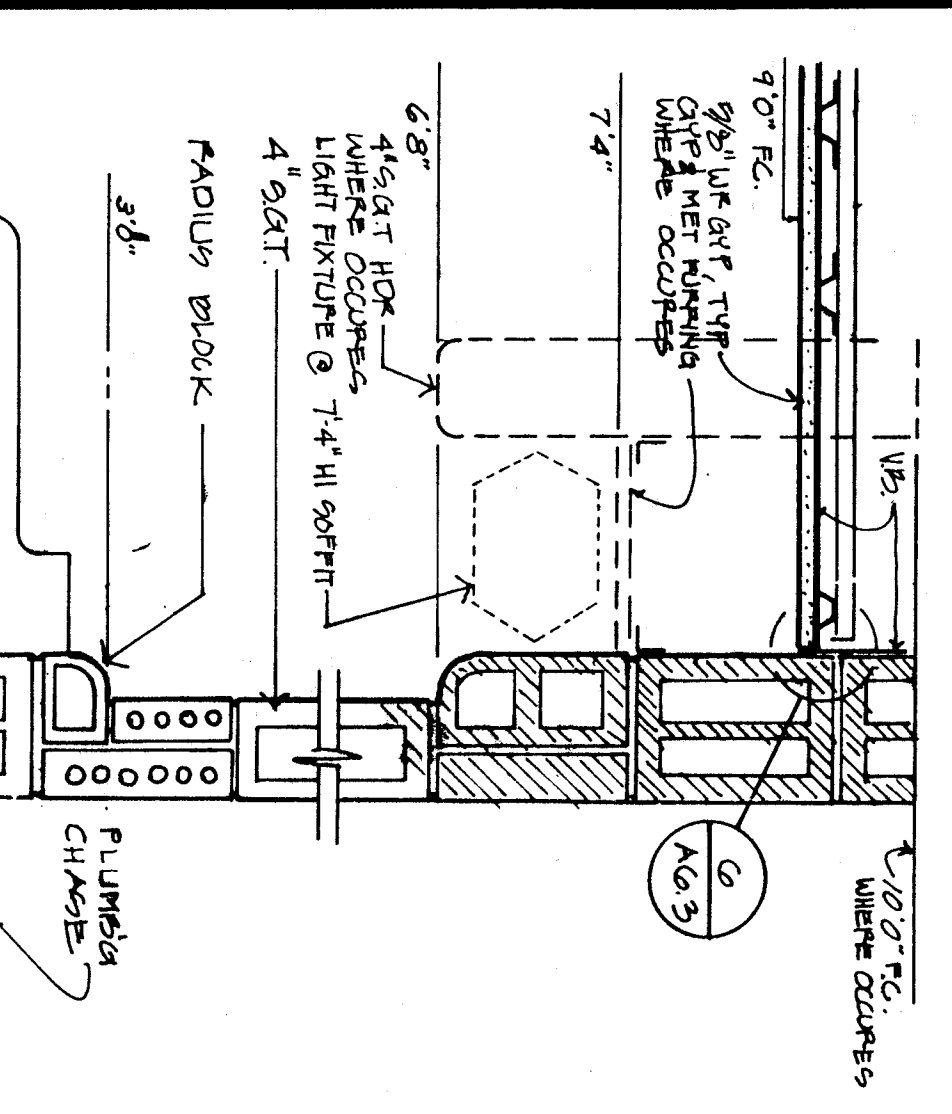 10'0" F.C.
WHERE OCCURES
V.B.
9'0" F.C.
5/8" WR GYP, TYP
GYP & MET FURRING
WHERE OCCURES
7'4"
6'8"
4" S.G.T HDR
WHERE OCCURES
LIGHT FIXTURE @ 7'-4" HI SOFFIT
4" S.G.T.
RADIUS BLOCK
3'8"
6
A6.3
PLUMB'G
CHASE